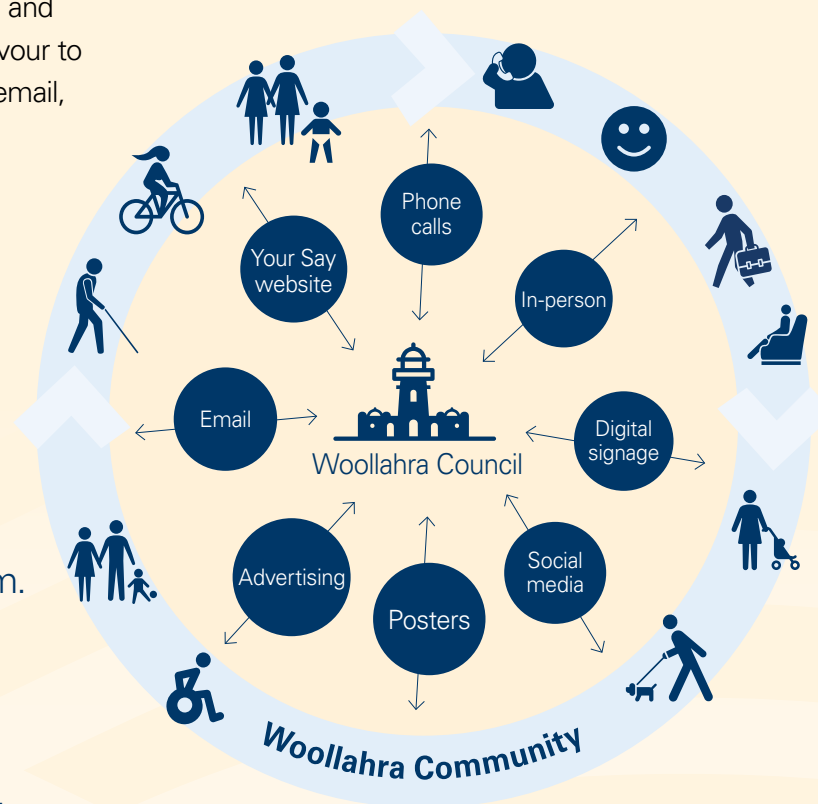 and
vour to
email,
Phone
calls
Your Say
website
In-person
Email
Woollahra Council
Digital
signage
Advertising
Social
media
Posters
m.
Woollahra Community